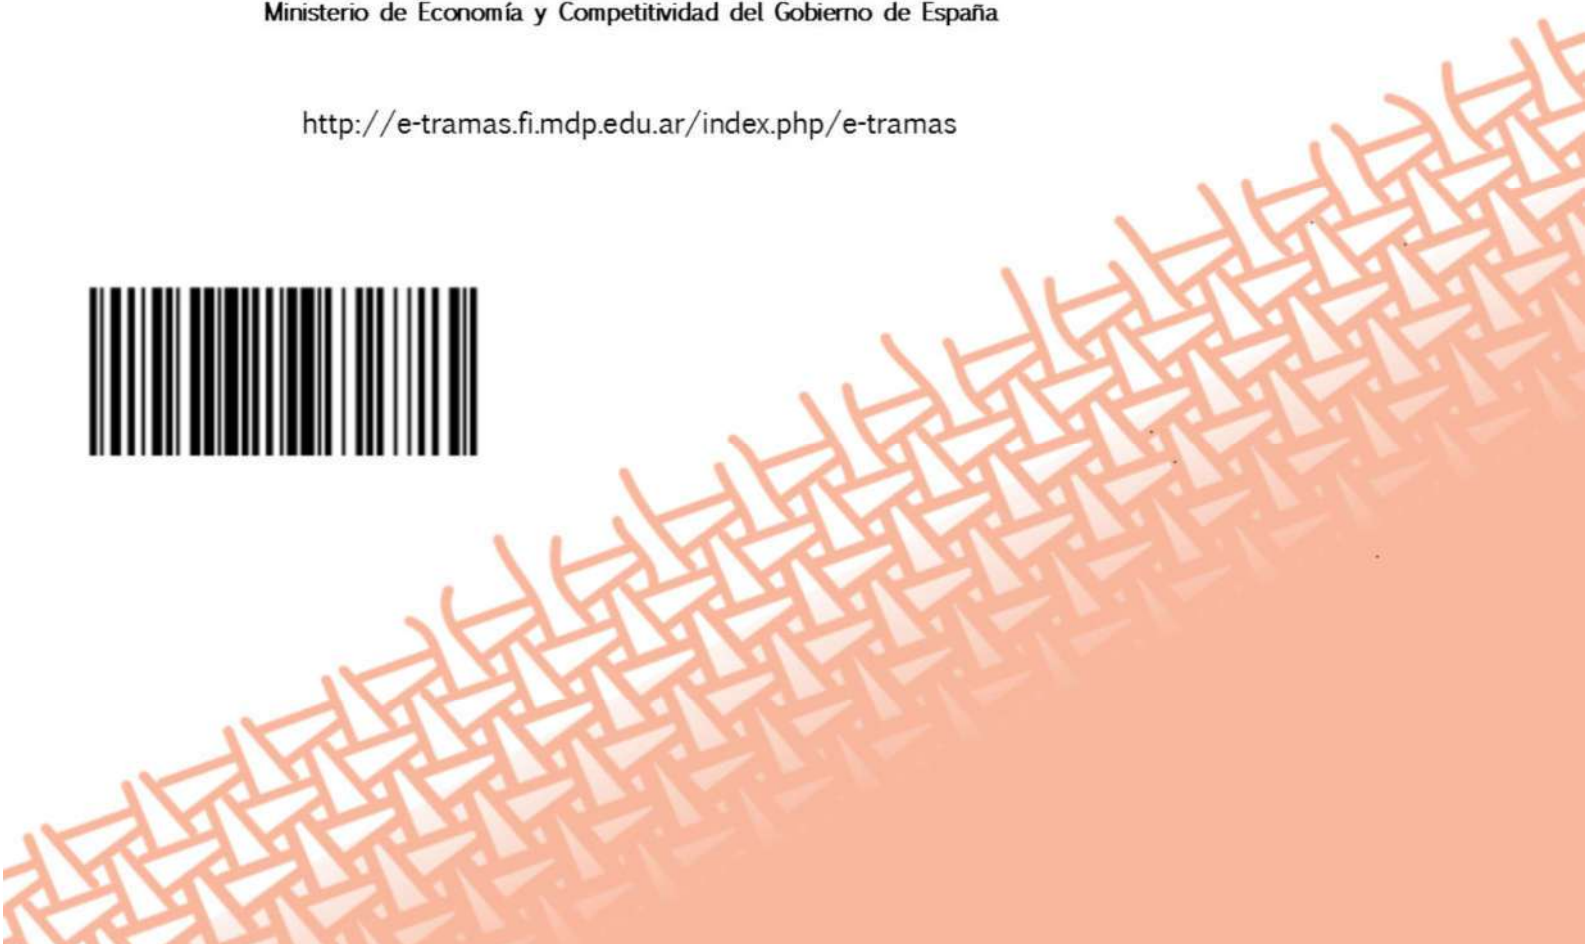 Ministerio de Economía y Competitividad del Gobierno de España
http://e-tramas.fi.mdp.edu.ar/index.php/e-tramas